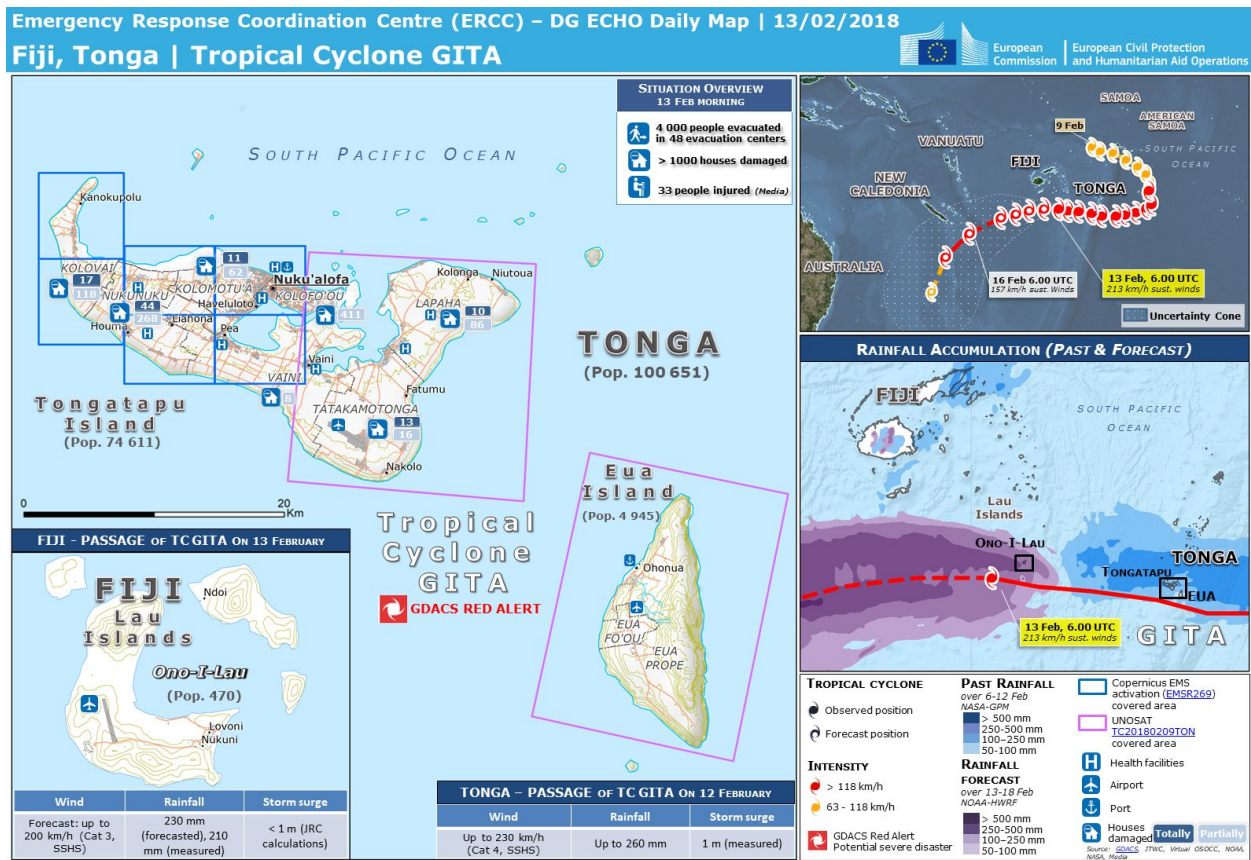 Emergency Response Coordination Centre (ERCC) – DG ECHO Daily Map | 13/02/2018
Fiji, Tonga | Tropical Cyclone GITA
European
Commission
European Civil Protection
and Humanitarian Aid Operations
SITUATION OVERVIEW
13 FEB MORNING
4 000 people evacuated
in 48 evacuation centers
> 1000 houses damaged
33 people injured (Media)
SOUTH PACIFIC OCEAN
Kanokupolu
KOLOVAI
17
118
NUKUNUKU
44
268
Houma
Lianona
KOLOMOTU'A
11
62
Nuku'alofa
KOLOFO'OU
Haveluloto
411
Pea
Vaini
VAINI
8
Kolonga
Niutoua
LAPAHA
10
86
Fatumu
TATAKAMOTONGA
13
16
Nakolo
Tongatapu
Island
(Pop. 74 611)
TONGA
(Pop. 100 651)
0
20
Km
Tropical
Cyclone
GITA
GDACS RED ALERT
Eua
Island
(Pop. 4 945)
Ohonua
'EUA
FO'OU
'EUA
PROPE
FIJI - PASSAGE OF TC GITA ON 13 FEBRUARY
FIJI
Lau
Islands
Ndoi
Ono-I-Lau
(Pop. 470)
Lovoni
Nukuni
Wind
Rainfall
Storm surge
Forecast: up to
200 km/h (Cat 3,
SSHS)
230 mm
(forecasted), 210
mm (measured)
< 1 m (JRC
calculations)
TONGA - PASSAGE OF TC GITA ON 12 FEBRUARY
Wind
Rainfall
Storm surge
Up to 230 km/h
(Cat 4, SSHS)
Up to 260 mm
1 m (measured)
SAMOA
AMERICAN
SAMOA
9 Feb
VANUATU
FIJI
SOUTH PACIFIC
OCEAN
NEW
CALEDONIA
TONGA
AUSTRALIA
16 Feb 6.00 UTC
157 km/h sust. Winds
13 Feb, 6.00 UTC
213 km/h sust. winds
Uncertainty Cone
RAINFALL ACCUMULATION (PAST & FORECAST)
FIJI
SOUTH PACIFIC
OCEAN
Lau
Islands
ONO-I-LAU
TONGA
TONGATAPU
EUA
13 Feb, 6.00 UTC
213 km/h sust. winds
GITA
TROPICAL CYCLONE
Observed position
Forecast position
INTENSITY
> 118 km/h
63 - 118 km/h
GDACS Red Alert
Potential severe disaster
PAST RAINFALL
over 6-12 Feb
NASA-GPM
> 500 mm
250-500 mm
100-250 mm
50-100 mm
RAINFALL
FORECAST
over 13-18 Feb
NOAA-HWRF
> 500 mm
250-500 mm
100-250 mm
50-100 mm
Copernicus EMS
activation (EMSR269)
covered area
UNOSAT
TC20180209TON
covered area
H Health facilities
Airport
Port
Houses
damaged
Totally
Partially
Source: GDACS, JTWC, Virtual OSOCC, NOAA,
NASA, Media